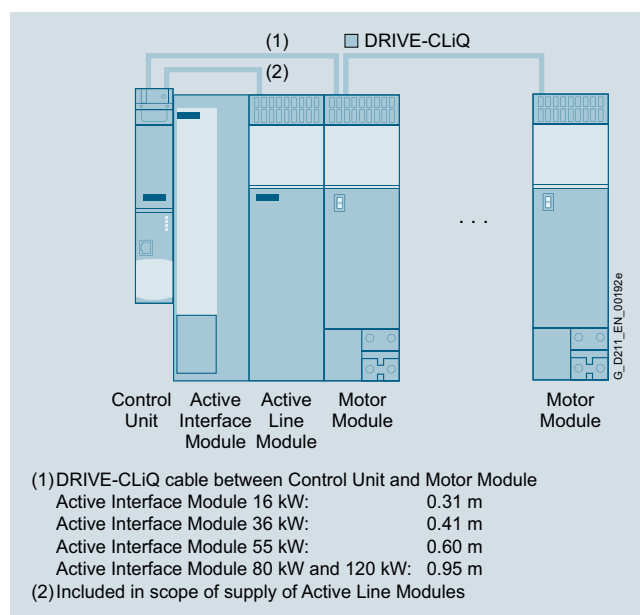 (1)
DRIVE-CLiQ
(2)
. . .
G_D211_EN_00192e
Control Unit
Active Interface Module
Active Line Module
Motor Module
Motor Module
(1) DRIVE-CLiQ cable between Control Unit and Motor Module
Active Interface Module 16 kW: 0.31 m
Active Interface Module 36 kW: 0.41 m
Active Interface Module 55 kW: 0.60 m
Active Interface Module 80 kW and 120 kW: 0.95 m
(2) Included in scope of supply of Active Line Modules